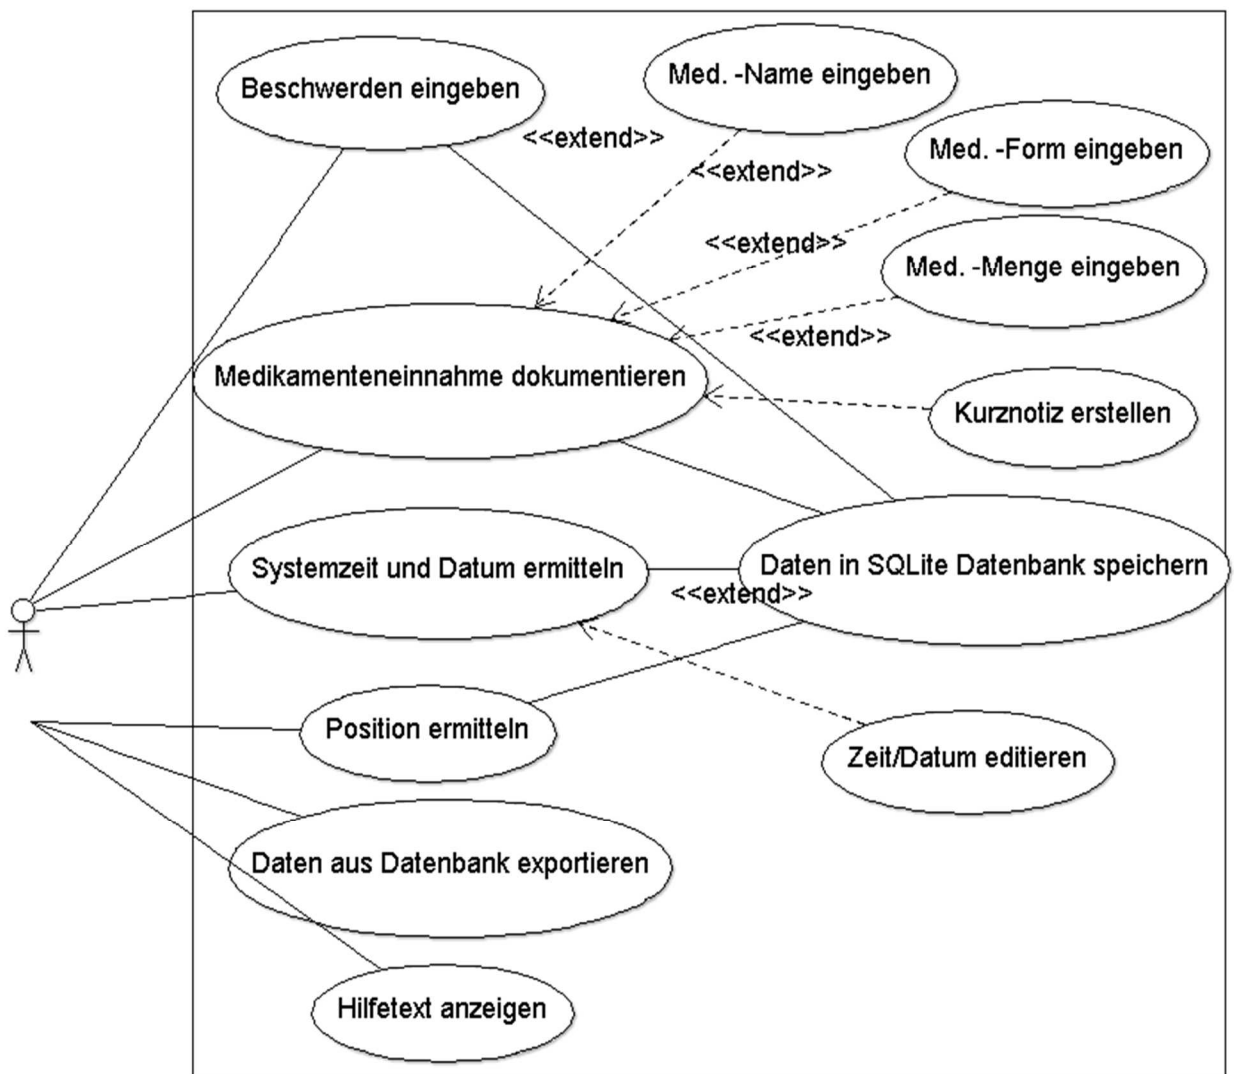 Beschwerden eingeben
Med. -Name eingeben
<<extend>>
Med. -Form eingeben
<<extend>>
<<extend>>
Med. -Menge eingeben
<<extend>>
Medikamenteneinnahme dokumentieren
Kurznotiz erstellen
Systemzeit und Datum ermitteln
Daten in SQLite Datenbank speichern
<<extend>>
Position ermitteln
Zeit/Datum editieren
Daten aus Datenbank exportieren
Hilfetext anzeigen